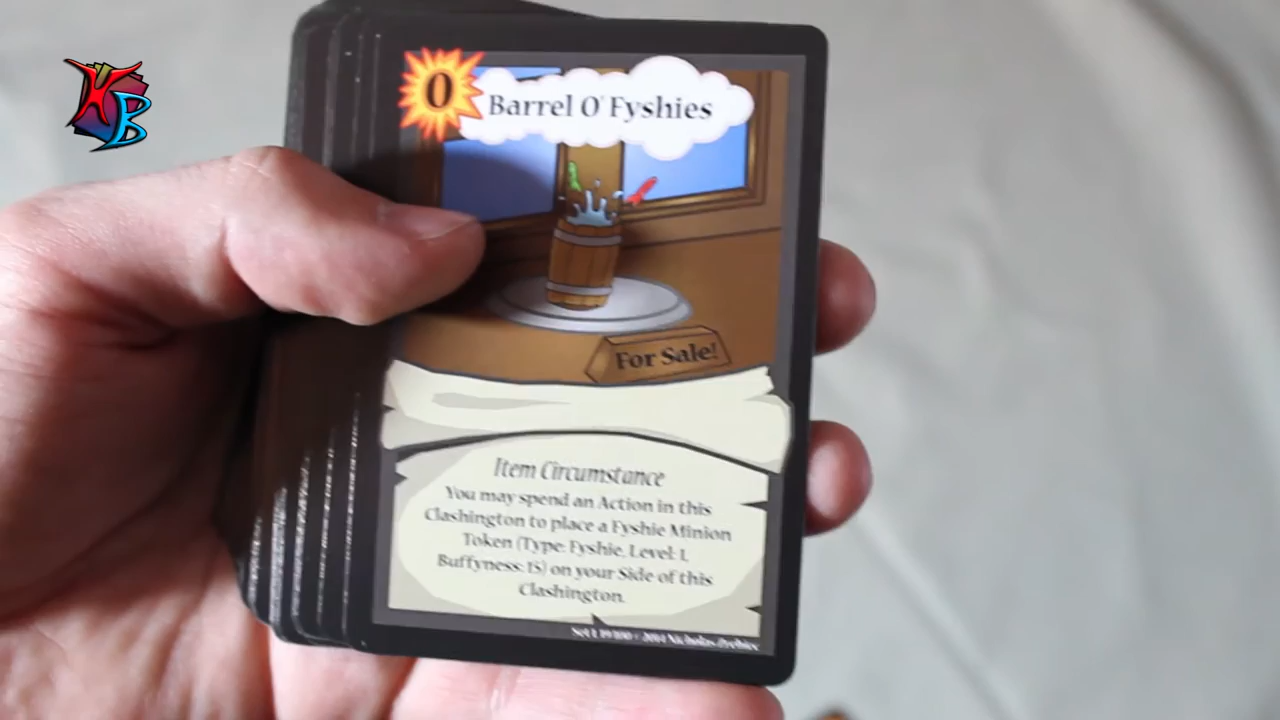 KB
0
Barrel O' Fyshies
For Sale!
Item Circumstance
You may spend an Action in this
Clashington to place a Fyshie Minion
Token (Type: Fyshie, Level: 1,
Buffyness: 15) on your Side of this
Clashington.